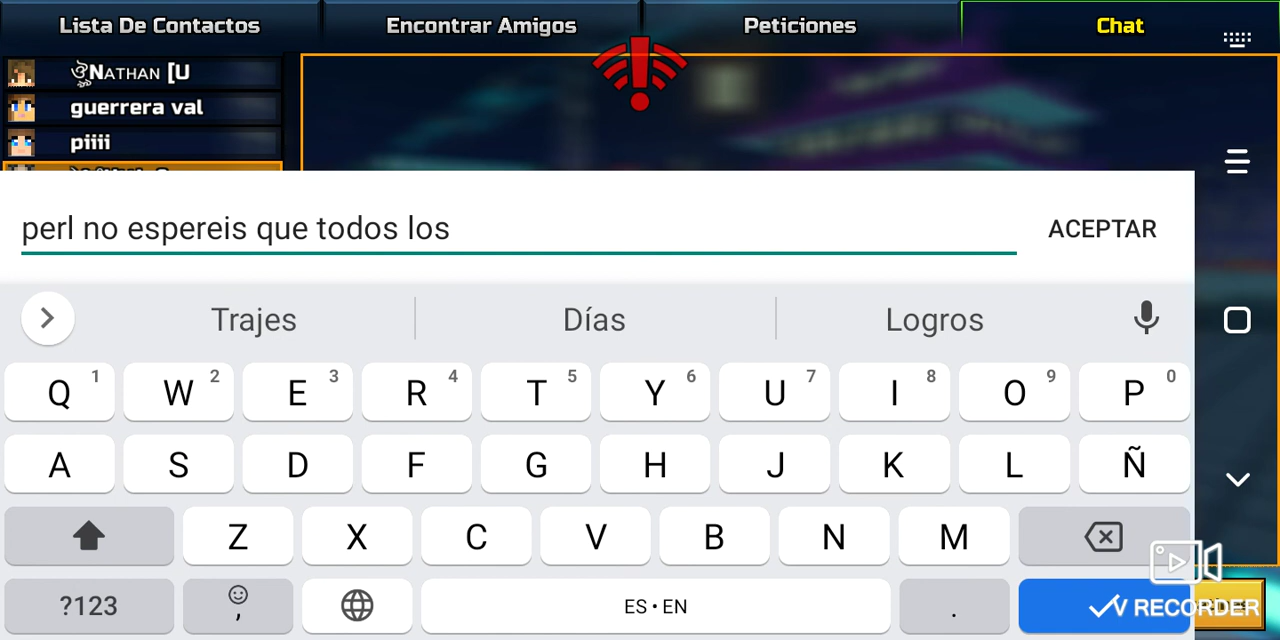 Lista De Contactos
Encontrar Amigos
Peticiones
Chat
NATHAN [U
guerrera val
piiii
perl no espereis que todos los
ACEPTAR
Trajes
Días
Logros
Q 1 W 2 E 3 R 4 T 5 Y 6 U 7 I 8 O 9 P 0
A S D F G H J K L Ñ
Z X C V B N M
?123 , ES • EN .
V RECORDER